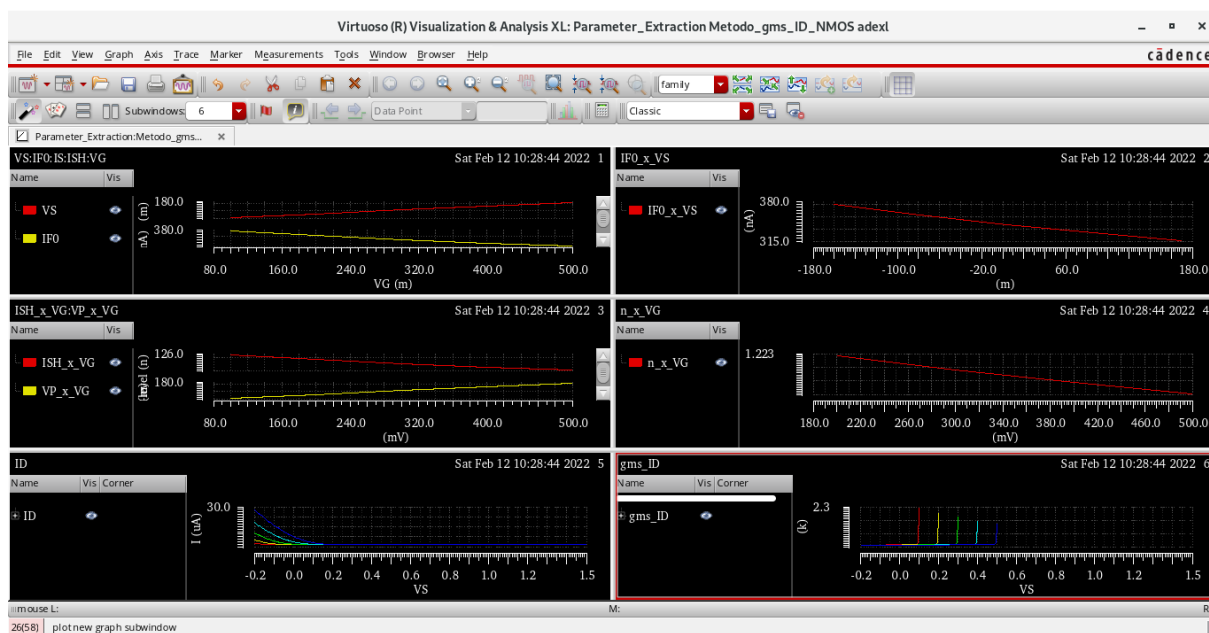 Virtuoso (R) Visualization & Analysis XL: Parameter_Extraction Metodo_gms_ID_NMOS adexl
File Edit View Graph Axis Trace Marker Measurements Tools Window Browser Help
cādence
family
Subwindows: 6
Data Point
Classic
Parameter_Extraction:Metodo_gms...
VS:IF0:IS:ISH:VG
Sat Feb 12 10:28:44 2022 1
Name Vis
VS
IF0
(m)
180.0
380.0
80.0 160.0 240.0 320.0 400.0 500.0
VG (m)
IF0_x_VS
Sat Feb 12 10:28:44 2022 2
Name Vis
IF0_x_VS
(nA)
380.0
315.0
-180.0 -100.0 -20.0 60.0 180.0
(m)
ISH_x_VG:VP_x_VG
Sat Feb 12 10:28:44 2022 3
Name Vis
ISH_x_VG
VP_x_VG
126.0
180.0
80.0 160.0 240.0 320.0 400.0 500.0
(mV)
n_x_VG
Sat Feb 12 10:28:44 2022 4
Name Vis
n_x_VG
1.223
180.0 220.0 260.0 300.0 340.0 380.0 420.0 460.0 500.0
(mV)
ID
Sat Feb 12 10:28:44 2022 5
Name Vis Corner
ID
I (uA)
30.0
-0.2 0.0 0.2 0.4 0.6 0.8 1.0 1.2 1.5
VS
gms_ID
Sat Feb 12 10:28:44 2022 6
Name Vis Corner
gms_ID
(k)
2.3
-0.2 0.0 0.2 0.4 0.6 0.8 1.0 1.2 1.5
VS
mouse L:
M:
R
26(58) plot new graph subwindow